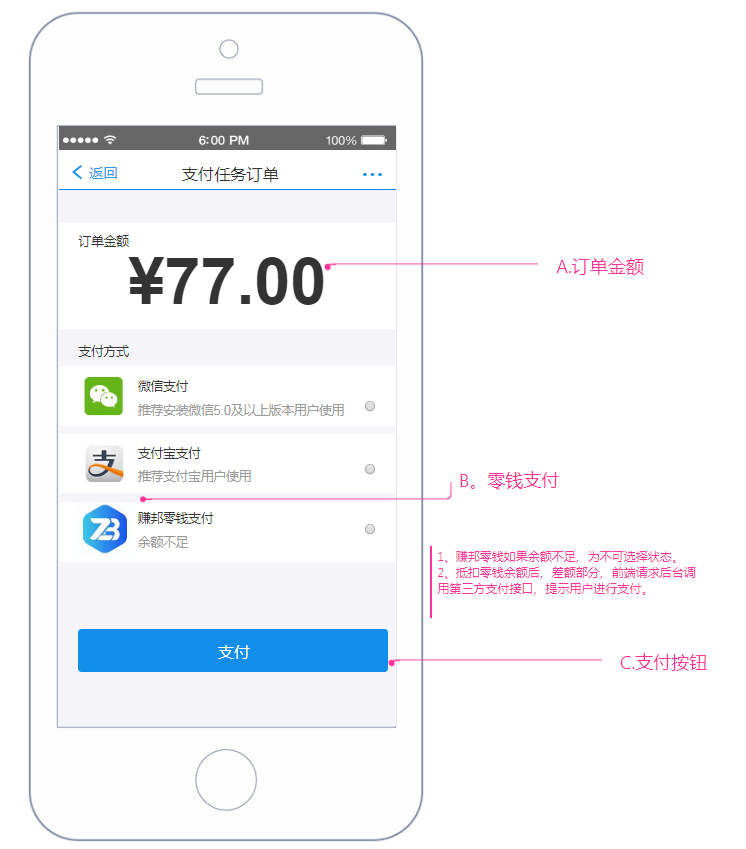 6:00 PM 100%
返回 支付任务订单
订单金额
¥77.00
A.订单金额
支付方式
微信支付
推荐安装微信5.0及以上版本用户使用
支付宝支付
推荐支付宝用户使用
B。零钱支付
赚邦零钱支付
余额不足
1、赚邦零钱如果余额不足，为不可选择状态。
2、抵扣零钱余额后，差额部分，前端请求后台调
用第三方支付接口，提示用户进行支付。
支付
C.支付按钮